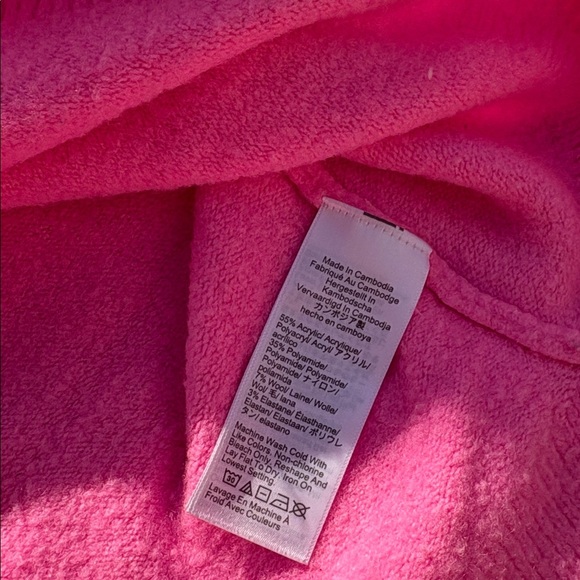 Made In Cambodia
Fabriqué Au Cambodge
Hergestellt In
Kambodscha
Vervaardigd In Cambodja
カンボジア製
hecho en camboya
55% Acrylic/ Acrylique/
Polyacryl/ Acryl/ アクリル/
acrílico
35% Polyamide/
Polyamide/ Polyamid/
Polyamide/ ナイロン/
poliamida
7% Wool/ Laine/ Wolle/
Wol/ 毛/ lana
3% Elastane/ Élasthanne/
Elastan/ Elastaan/ ポリウレ
タン/ elastano
Machine Wash Cold With
Like Colors. Non-chlorine
Bleach Only. Reshape And
Lay Flat To Dry. Iron On
Lowest Setting.
30
Lavage En Machine À
Froid Avec Couleurs